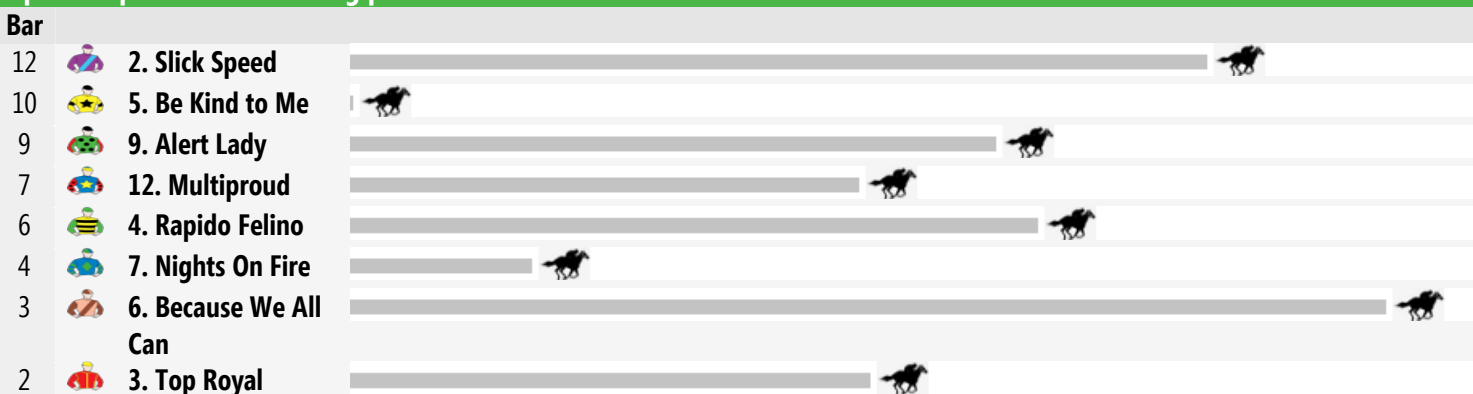 Bar
12 2. Slick Speed
10 5. Be Kind to Me
9 9. Alert Lady
7 12. Multiproud
6 4. Rapido Felino
4 7. Nights On Fire
3 6. Because We All
Can
2 3. Top Royal